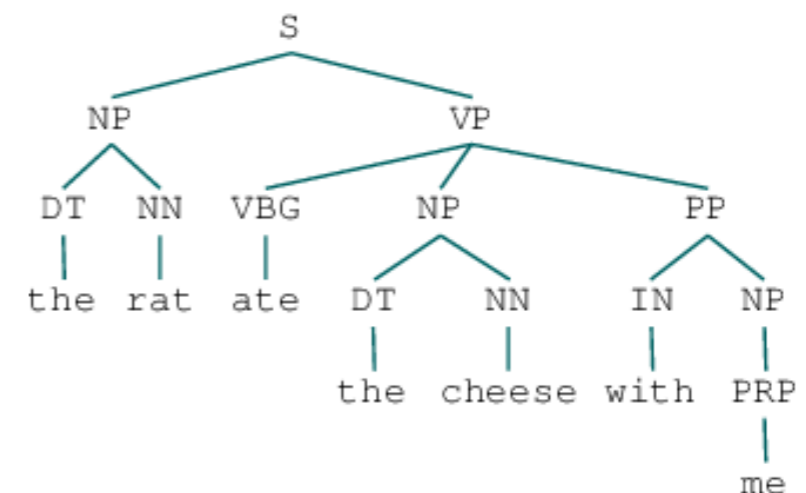 S
NP VP
DT NN VBG NP PP
the rat ate DT NN IN NP
the cheese with PRP
me